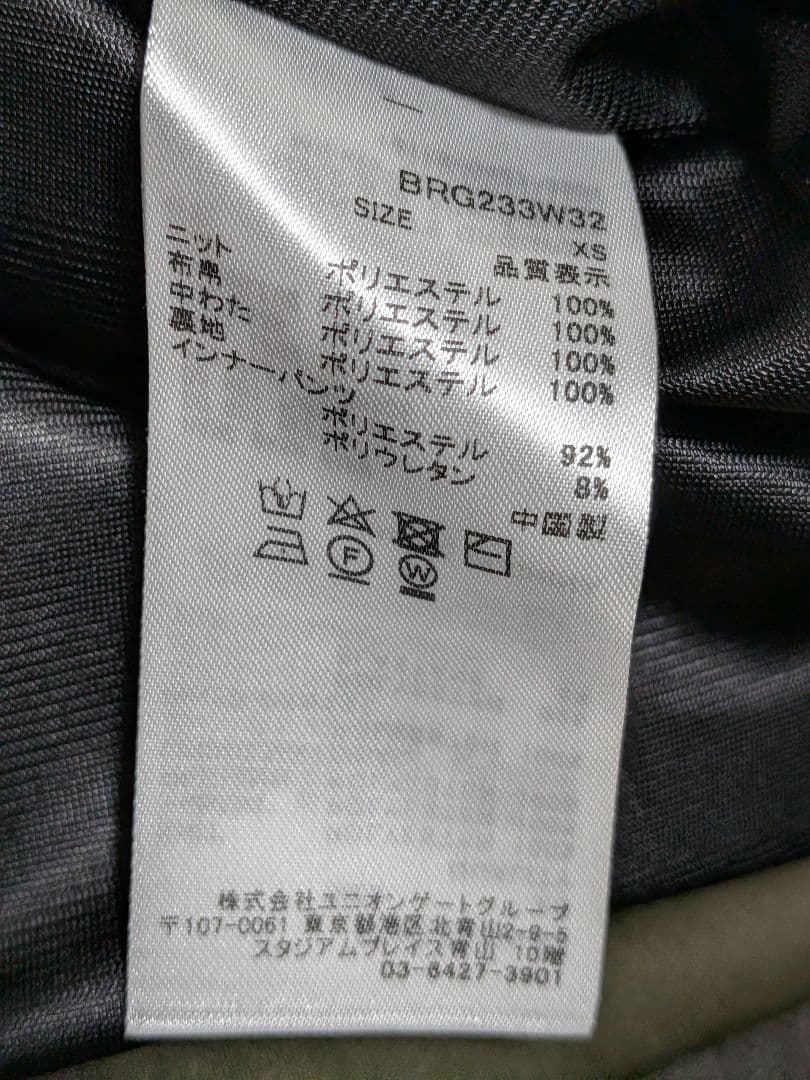 BRG233W32
SIZE XS
品質表示
ニット ポリエステル 100%
布帛 ポリエステル 100%
中わた ポリエステル 100%
裏地 ポリエステル 100%
インナーパンツ
ポリエステル 92%
ポリウレタン 8%
中国製
F W
株式会社ユニオンゲートグループ
〒107-0061 東京都港区北青山2-9-5
スタジアムプレイス青山 10階
03-6427-3901